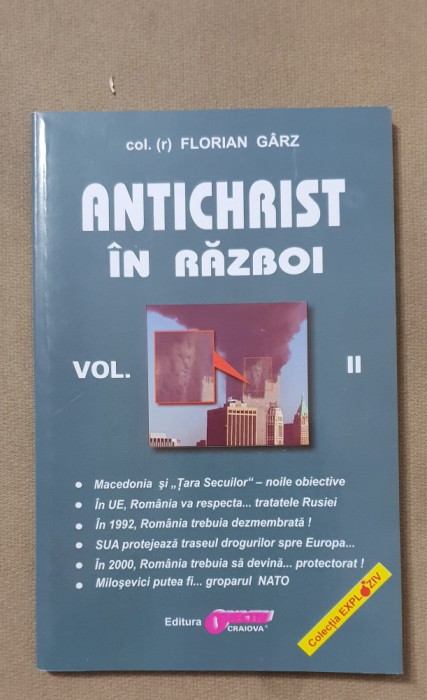 col. (r) FLORIAN GÂRZ
ANTICHRIST
ÎN RĂZBOI
VOL. II
• Macedonia și „Țara Secuilor“ – noile obiective
• În UE, România va respecta... tratatele Rusiei
• În 1992, România trebuia dezmembrată !
• SUA protejează traseul drogurilor spre Europa...
• În 2000, România trebuia să devină... protectorat !
• Miloșevici putea fi... groparul NATO
Colecția EXPLOZIV
Editura
CRAIOVA